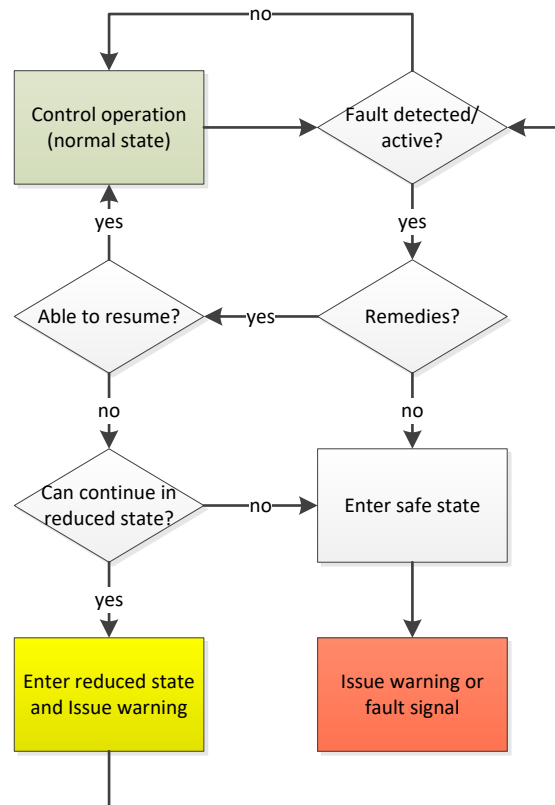 no
Control operation
(normal state)
Fault detected/
active?
yes
yes
Able to resume?
yes
Remedies?
no
no
Can continue in
reduced state?
no
Enter safe state
yes
Enter reduced state
and Issue warning
Issue warning or
fault signal